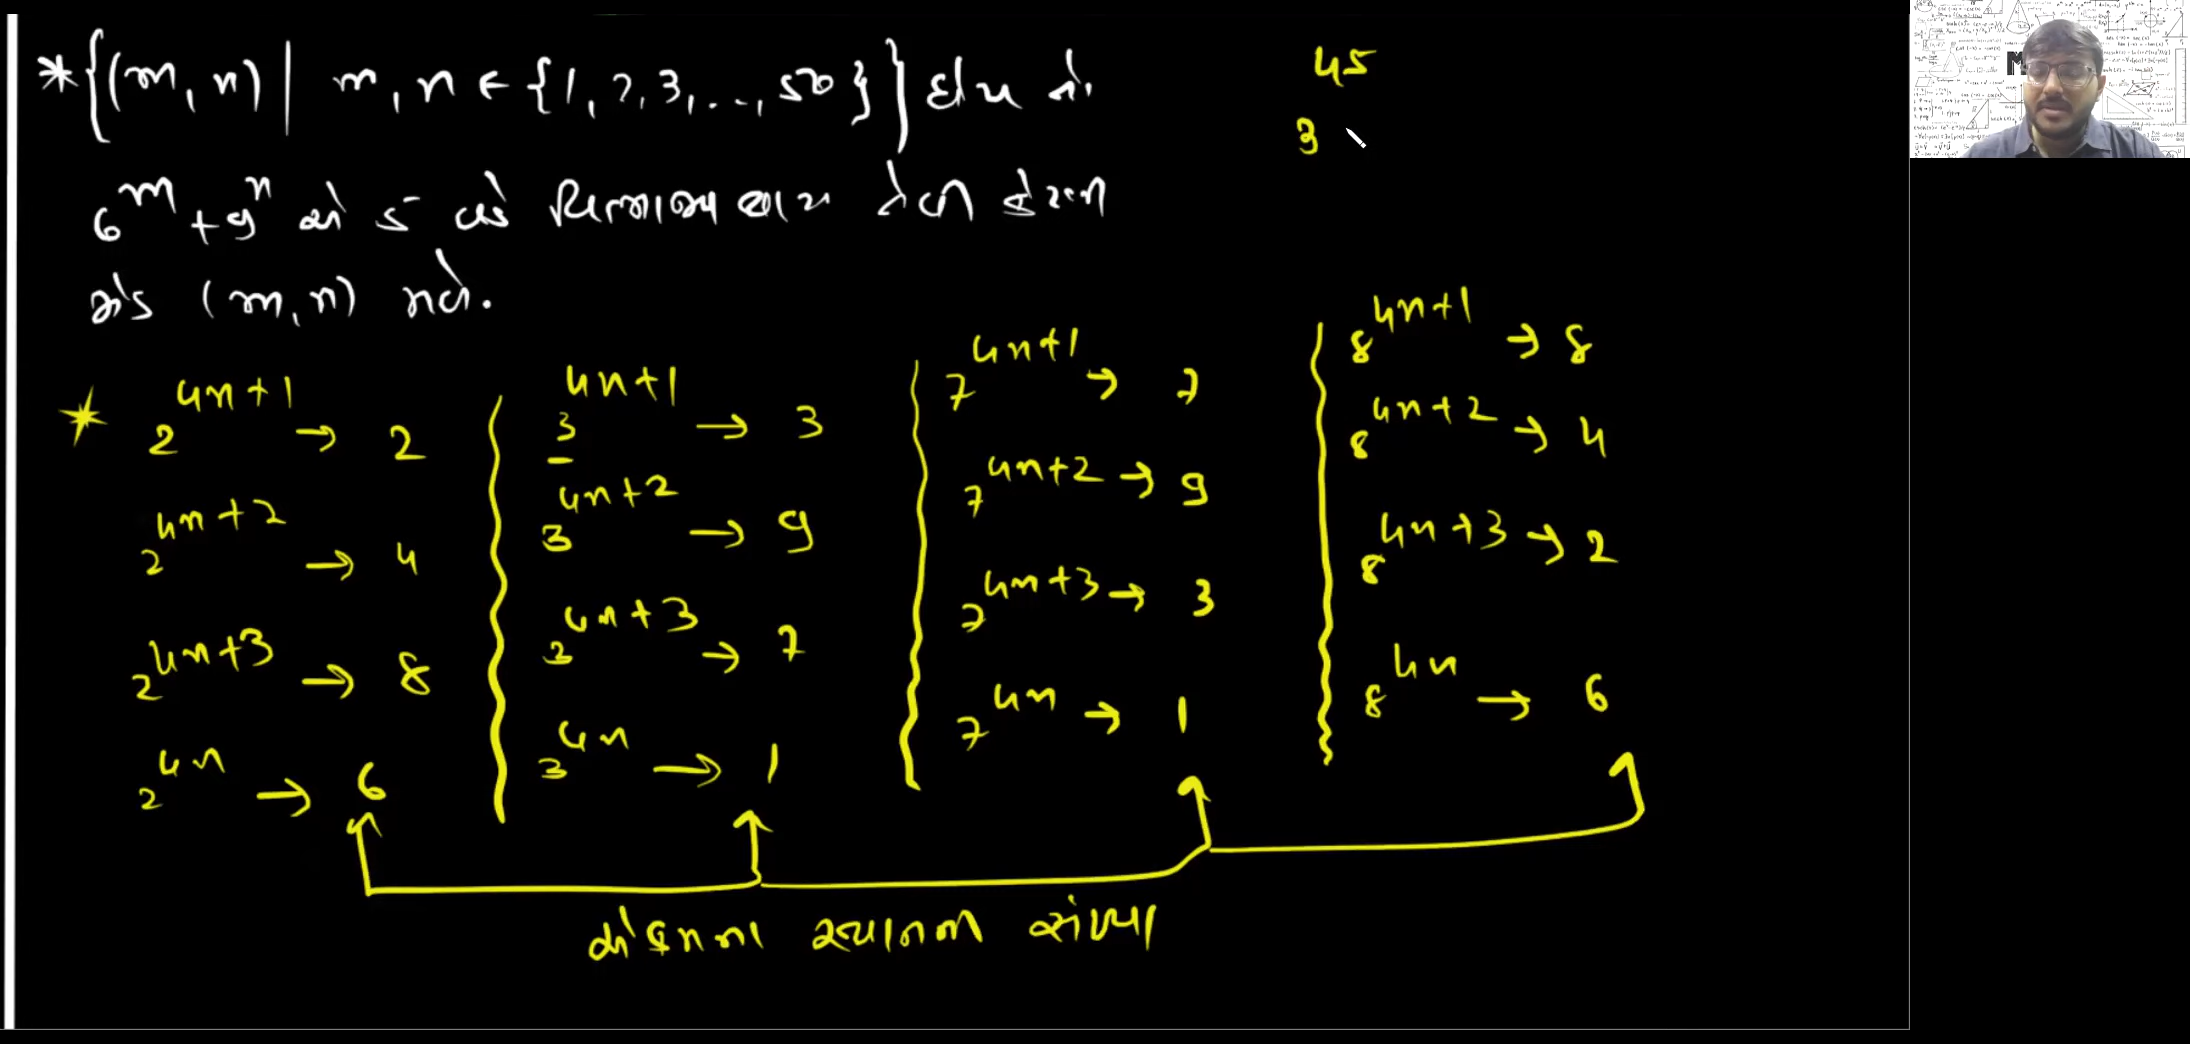 * {(m, n) | m, n ∈ {1, 2, 3, ..., 50}} હોય તો
6^m + 9^n એ 5 વડે વિભાજ્ય થાય તેવી કેટલી
જોડ (m, n) મળે.
45
3
* 2^{4n+1} → 2
2^{4n+2} → 4
2^{4n+3} → 8
2^{4n} → 6
3^{4n+1} → 3
3^{4n+2} → 9
3^{4n+3} → 7
3^{4n} → 1
7^{4n+1} → 7
7^{4n+2} → 9
7^{4n+3} → 3
7^{4n} → 1
8^{4n+1} → 8
8^{4n+2} → 4
8^{4n+3} → 2
8^{4n} → 6
એકમના સ્થાનની સંખ્યા